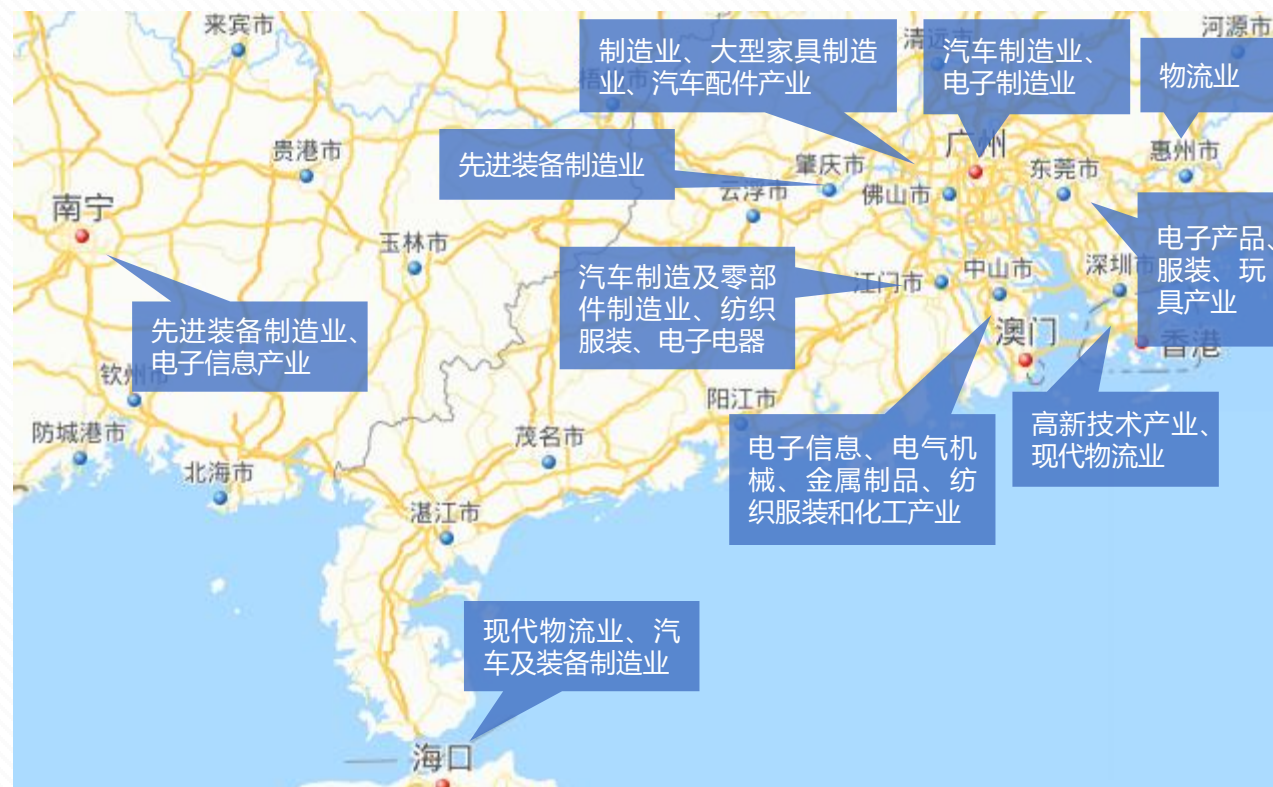 来宾市
河源市
清远
制造业、大型家具制造
业、汽车配件产业
汽车制造业、
电子制造业
物流业
贵港市
先进装备制造业
肇庆市
广州
东莞市
惠州市
云浮市
佛山市
南宁
玉林市
电子产品、
服装、玩
具产业
汽车制造及零部
件制造业、纺织
服装、电子电器
江门市
中山市
深圳
先进装备制造业、
电子信息产业
澳门
香港
钦州
阳江市
高新技术产业、
现代物流业
防城港市
茂名市
电子信息、电气机
械、金属制品、纺
织服装和化工产业
北海市
湛江市
现代物流业、汽
车及装备制造业
海口